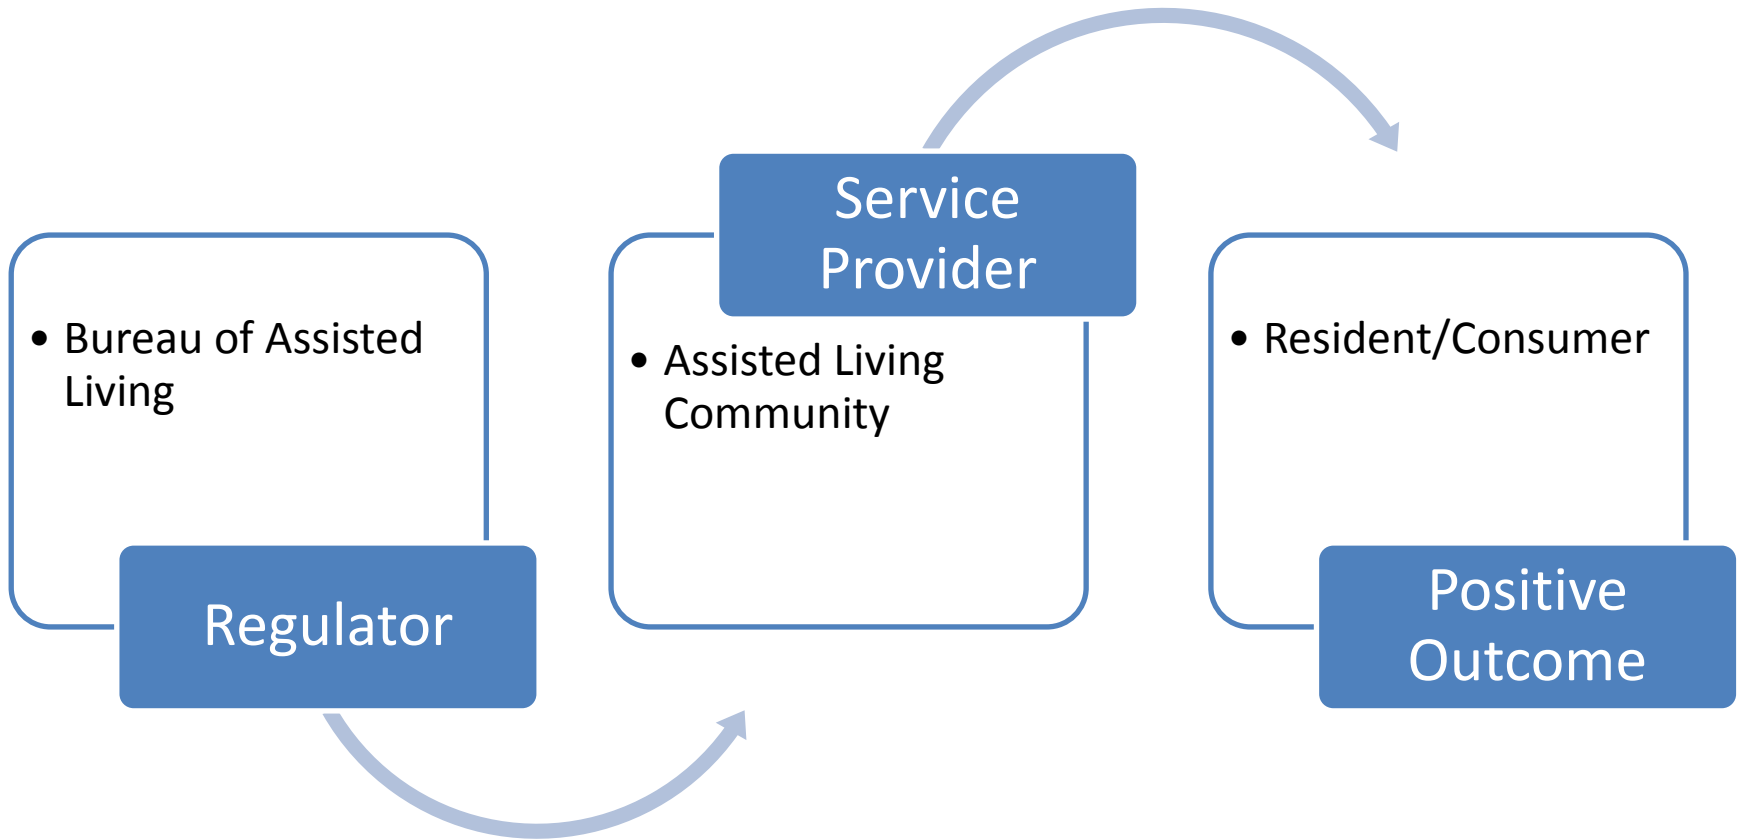 • Bureau of Assisted
Living
Regulator
Service
Provider
• Assisted Living
Community
• Resident/Consumer
Positive
Outcome